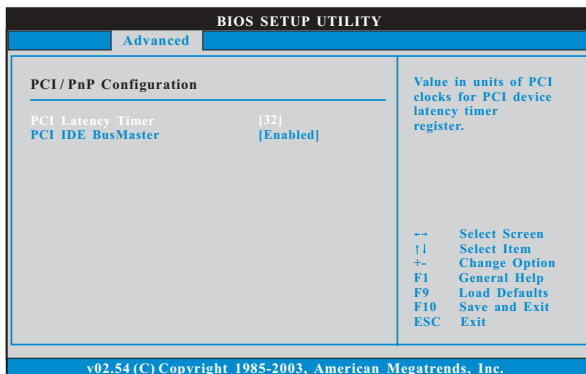 BIOS SETUP UTILITY
Advanced
PCI / PnP Configuration
PCI Latency Timer [32]
PCI IDE BusMaster [Enabled]
Value in units of PCI
clocks for PCI device
latency timer
register.
←→ Select Screen
↑↓ Select Item
+- Change Option
F1 General Help
F9 Load Defaults
F10 Save and Exit
ESC Exit
v02.54 (C) Copyright 1985-2003, American Megatrends, Inc.